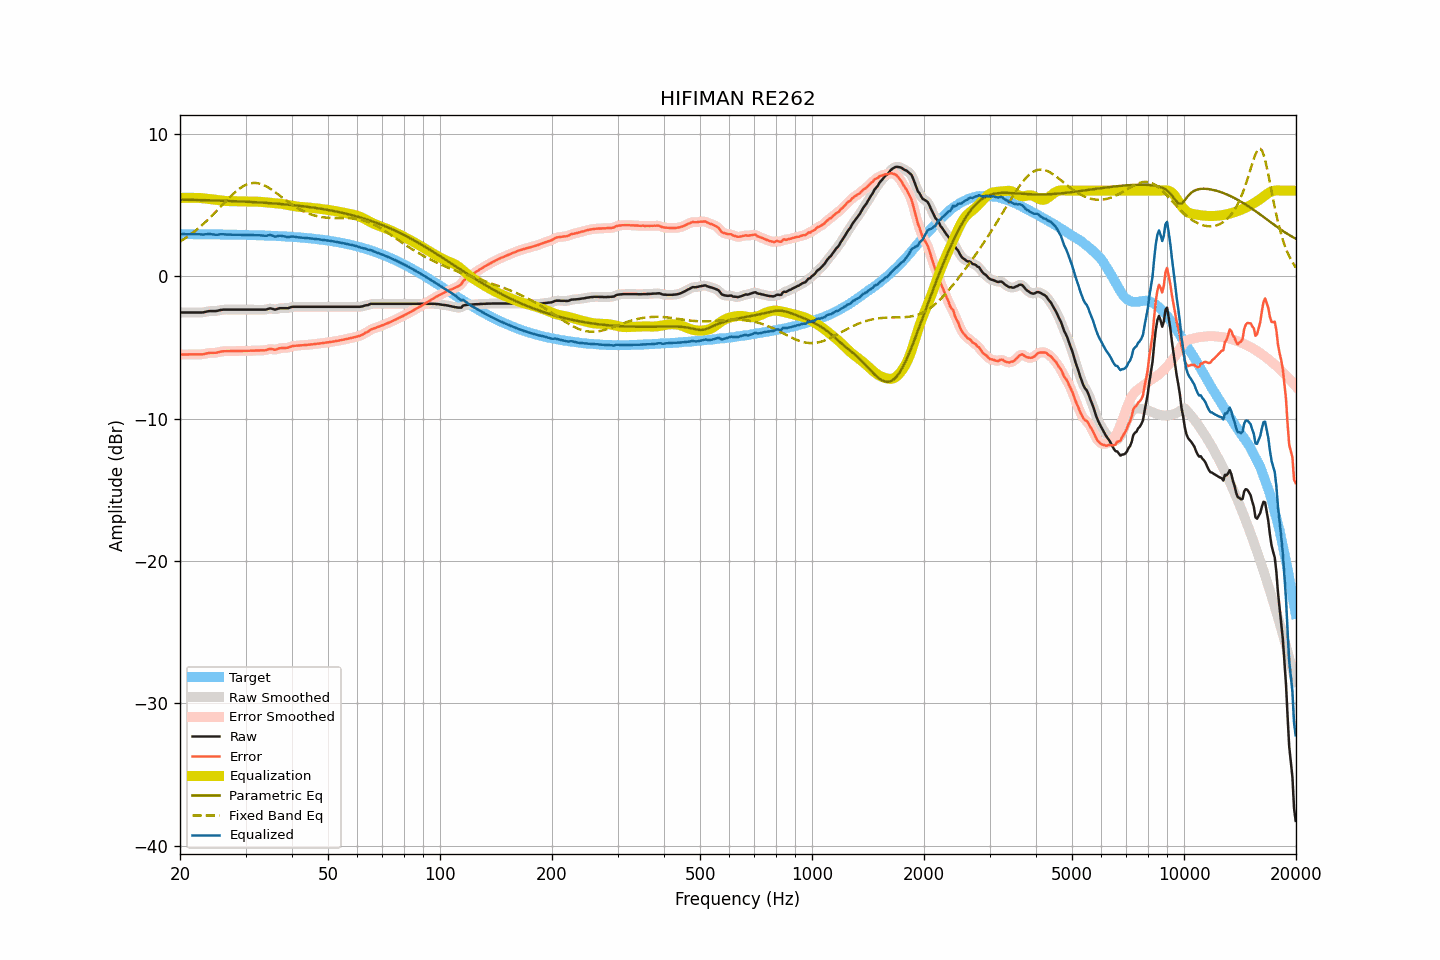 HIFIMAN RE262
Amplitude (dBr)
10
0
−10
−20
−30
−40
Target
Raw Smoothed
Error Smoothed
Raw
Error
Equalization
Parametric Eq
Fixed Band Eq
Equalized
20 50 100 200 500 1000 2000 5000 10000 20000
Frequency (Hz)